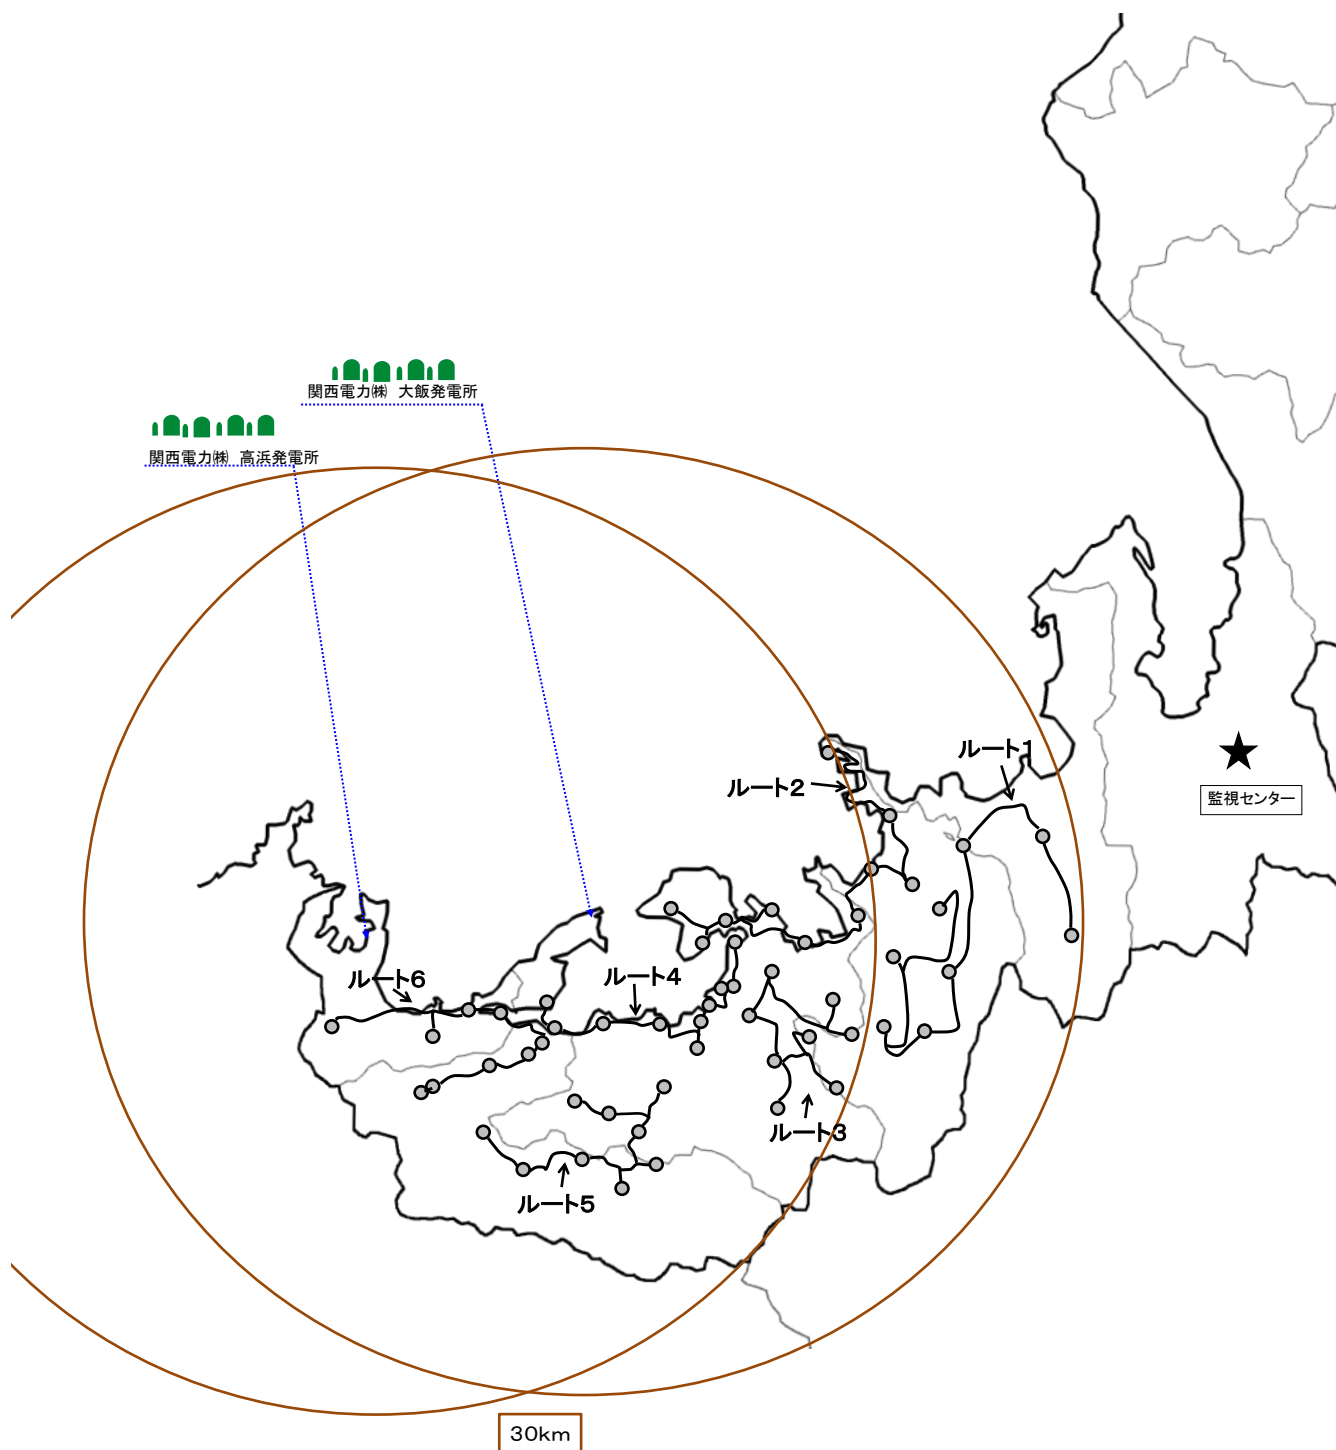 関西電力㈱ 大飯発電所
関西電力㈱ 高浜発電所
ルート1
ルート2
監視センター
ルート6
ルート4
ルート3
ルート5
30km